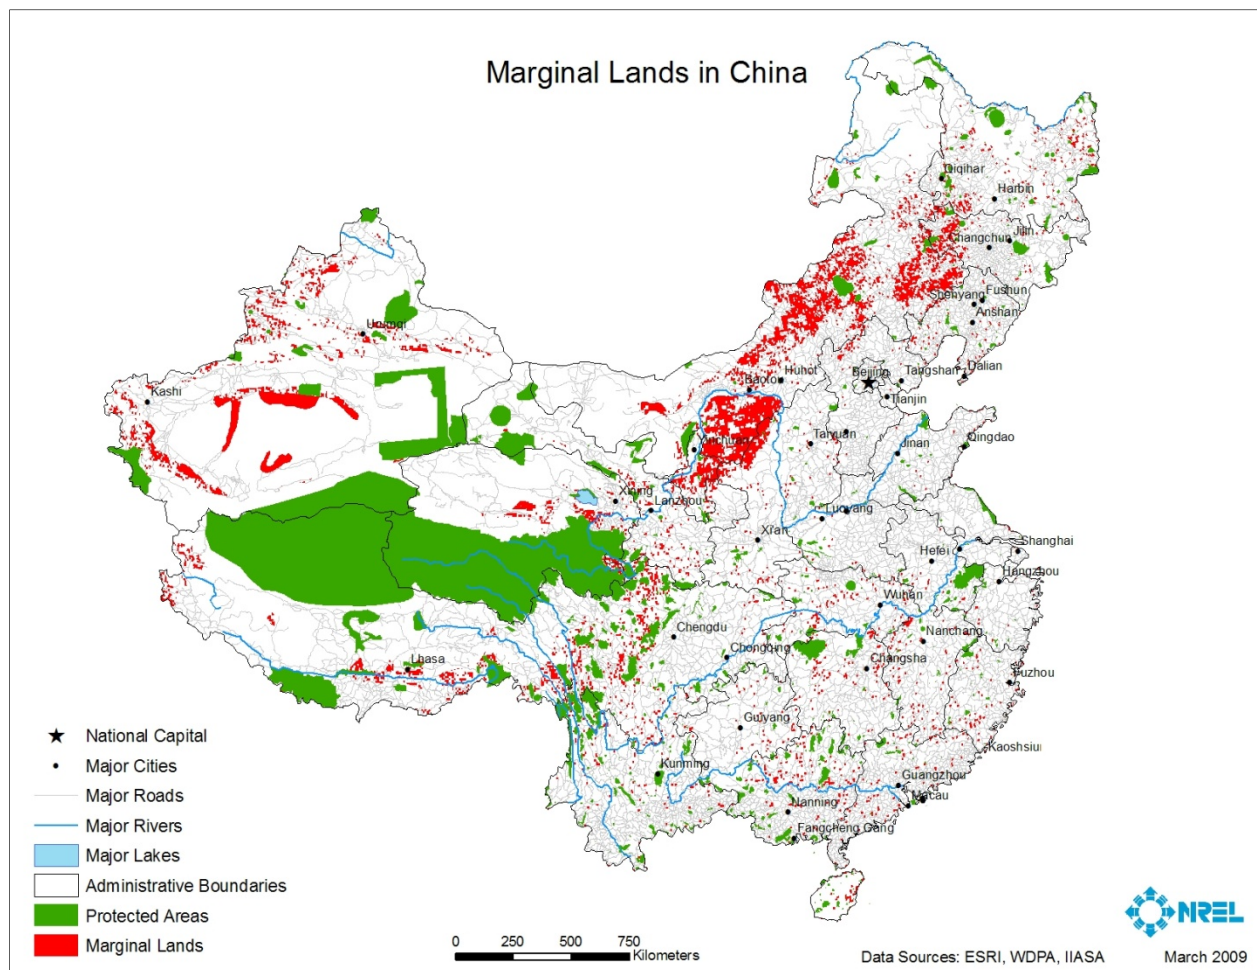 Marginal Lands in China
Qiqihar
Harbin
Changchun
Jilin
Shenyang
Fushun
Anshan
Urumqi
Kashi
Huhot
Baotou
Beijing
Tangshan
Dalian
Tianjin
Yinchuan
Taiyuan
Jinan
Qingdao
Xining
Lanzhou
Luoyang
Xi'an
Hefei
Shanghai
Hangzhou
Wuhan
Nanchang
Chengdu
Chongqing
Changsha
Lhasa
Fuzhou
Guiyang
Kaoshsiur
Kunming
Guangzhou
Macau
Nanning
Fangcheng Gang
National Capital
Major Cities
Major Roads
Major Rivers
Major Lakes
Administrative Boundaries
Protected Areas
Marginal Lands
0 250 500 750
Kilometers
NREL
Data Sources: ESRI, WDPA, IIASA March 2009